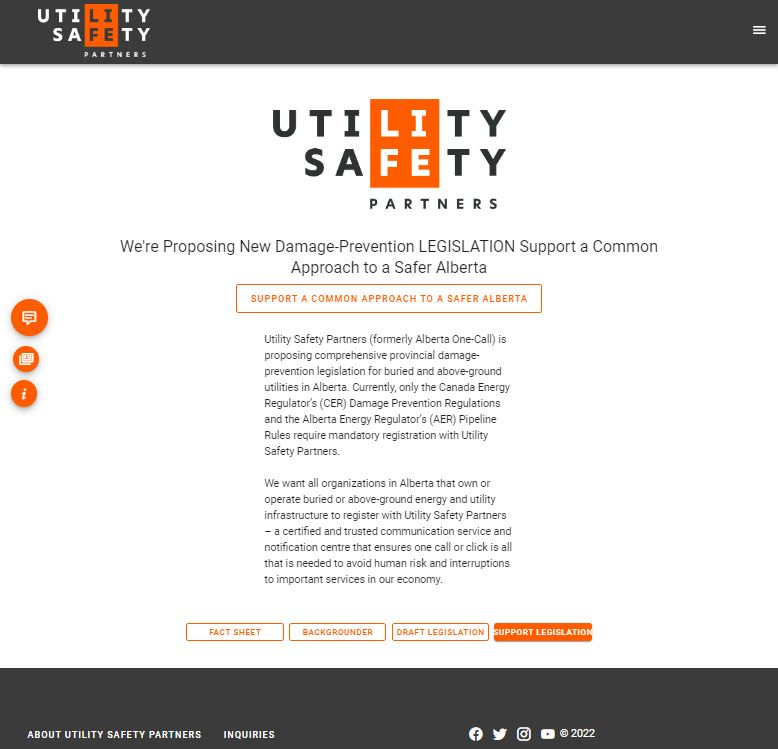 UTILITY
SAFETY
PARTNERS
UTILITY
SAFETY
PARTNERS
We're Proposing New Damage-Prevention LEGISLATION Support a Common
Approach to a Safer Alberta
SUPPORT A COMMON APPROACH TO A SAFER ALBERTA
Utility Safety Partners (formerly Alberta One-Call) is
proposing comprehensive provincial damage-
prevention legislation for buried and above-ground
utilities in Alberta. Currently, only the Canada Energy
Regulator's (CER) Damage Prevention Regulations
and the Alberta Energy Regulator's (AER) Pipeline
Rules require mandatory registration with Utility
Safety Partners.
We want all organizations in Alberta that own or
operate buried or above-ground energy and utility
infrastructure to register with Utility Safety Partners
– a certified and trusted communication service and
notification centre that ensures one call or click is all
that is needed to avoid human risk and interruptions
to important services in our economy.
FACT SHEET BACKGROUNDER DRAFT LEGISLATION SUPPORT LEGISLATION
ABOUT UTILITY SAFETY PARTNERS INQUIRIES © 2022